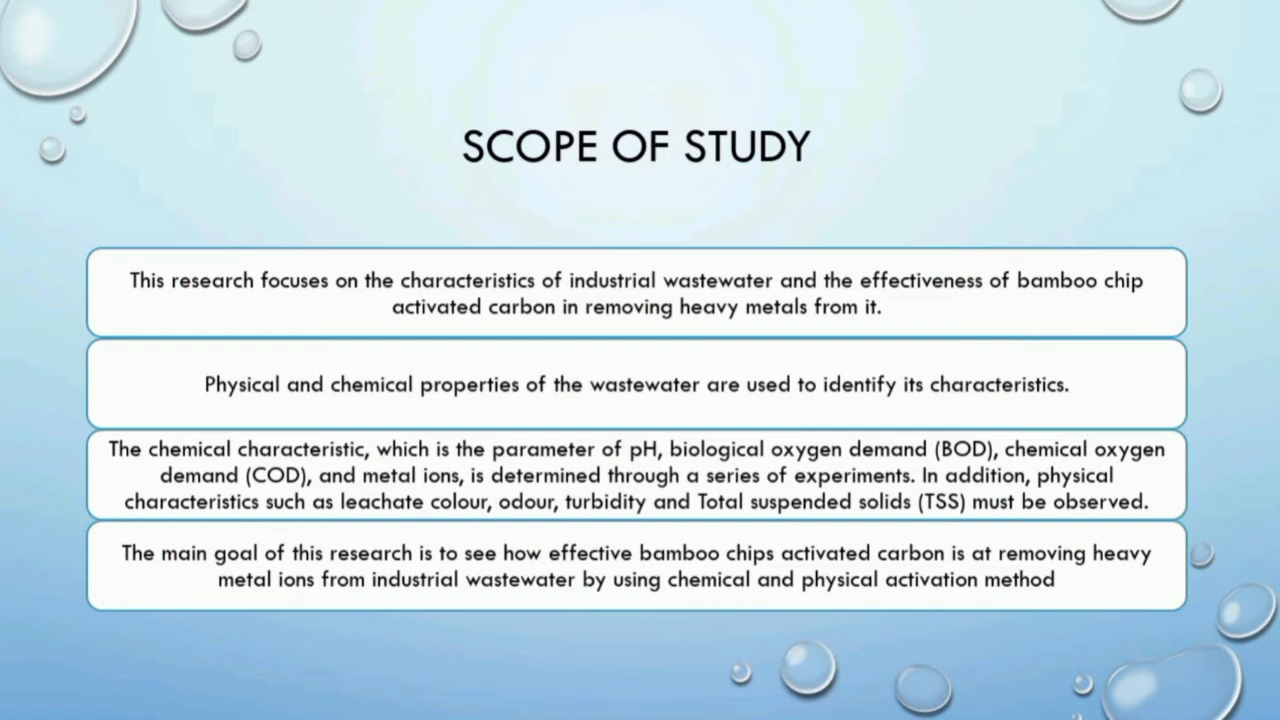 SCOPE OF STUDY
This research focuses on the characteristics of industrial wastewater and the effectiveness of bamboo chip
activated carbon in removing heavy metals from it.
Physical and chemical properties of the wastewater are used to identify its characteristics.
The chemical characteristic, which is the parameter of pH, biological oxygen demand (BOD), chemical oxygen
demand (COD), and metal ions, is determined through a series of experiments. In addition, physical
characteristics such as leachate colour, odour, turbidity and Total suspended solids (TSS) must be observed.
The main goal of this research is to see how effective bamboo chips activated carbon is at removing heavy
metal ions from industrial wastewater by using chemical and physical activation method